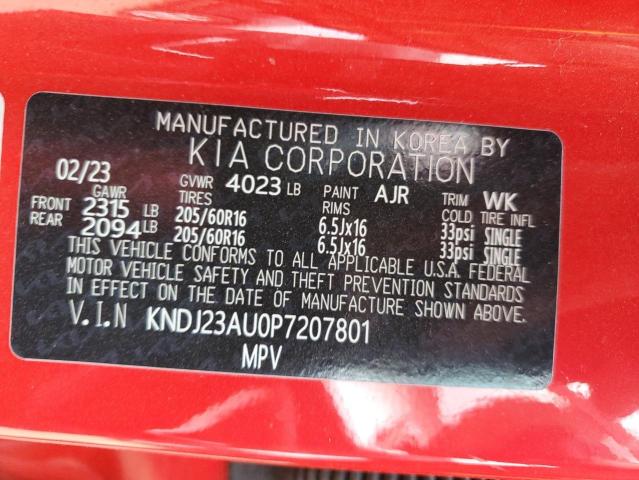 MANUFACTURED IN KOREA BY
KIA CORPORATION
02/23 GVWR 4023 LB PAINT AJR TRIM WK
GAWR TIRES RIMS COLD TIRE INFL
FRONT 2315 LB 205/60R16 6.5Jx16 33psi SINGLE
REAR 2094 LB 205/60R16 6.5Jx16 33psi SINGLE
THIS VEHICLE CONFORMS TO ALL APPLICABLE U.S.A. FEDERAL
MOTOR VEHICLE SAFETY AND THEFT PREVENTION STANDARDS
IN EFFECT ON THE DATE OF MANUFACTURE SHOWN ABOVE.
V.I.N KNDJ23AU0P7207801
MPV